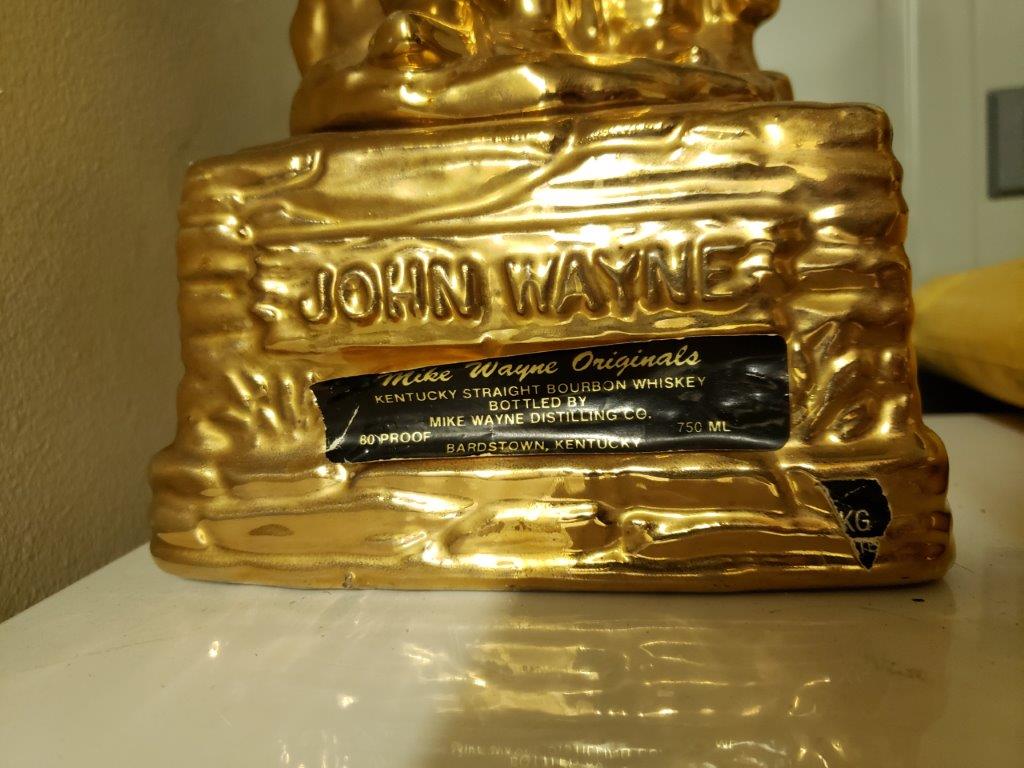 JOHN WAYNE
Mike Wayne Originals
KENTUCKY STRAIGHT BOURBON WHISKEY
BOTTLED BY
MIKE WAYNE DISTILLING CO.
80 PROOF 750 ML
BARDSTOWN, KENTUCKY
KG